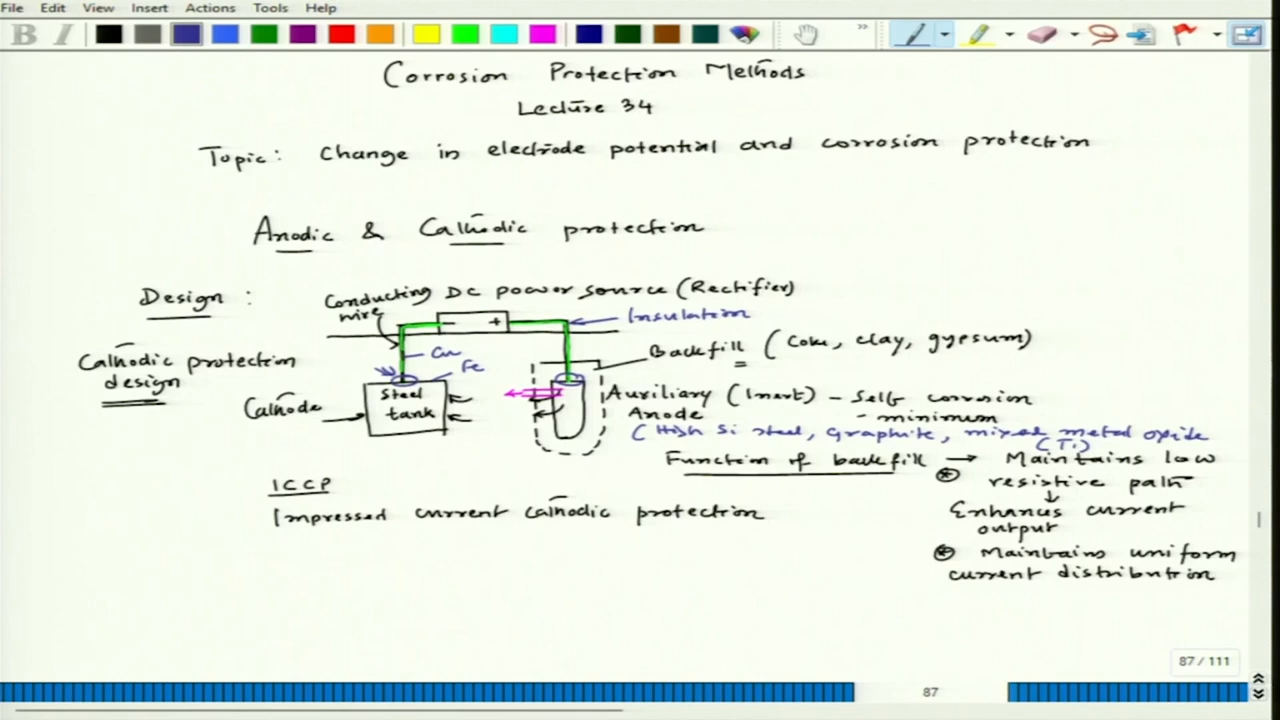 File Edit View Insert Actions Tools Help
B I
Corrosion Protection Methods
Lecture 34
Topic: Change in electrode potential and corrosion protection
Anodic & Cathodic protection
Design :
Conducting wire
DC power source (Rectifier)
- +
Insulation
Cathodic protection
design
Cu
Fe
Backfill (Coke, clay, gypsum)
Steel
tank
Cathode
Auxiliary (Inert) - Self corrosion
Anode - minimum
(High Si steel, Graphite, mixed metal oxide
(Ti)
Function of backfill → Maintains low
resistive path
↓
Enhances current
output
* Maintains uniform
current distribution
ICCP
Impressed current cathodic protection
87 / 111
87